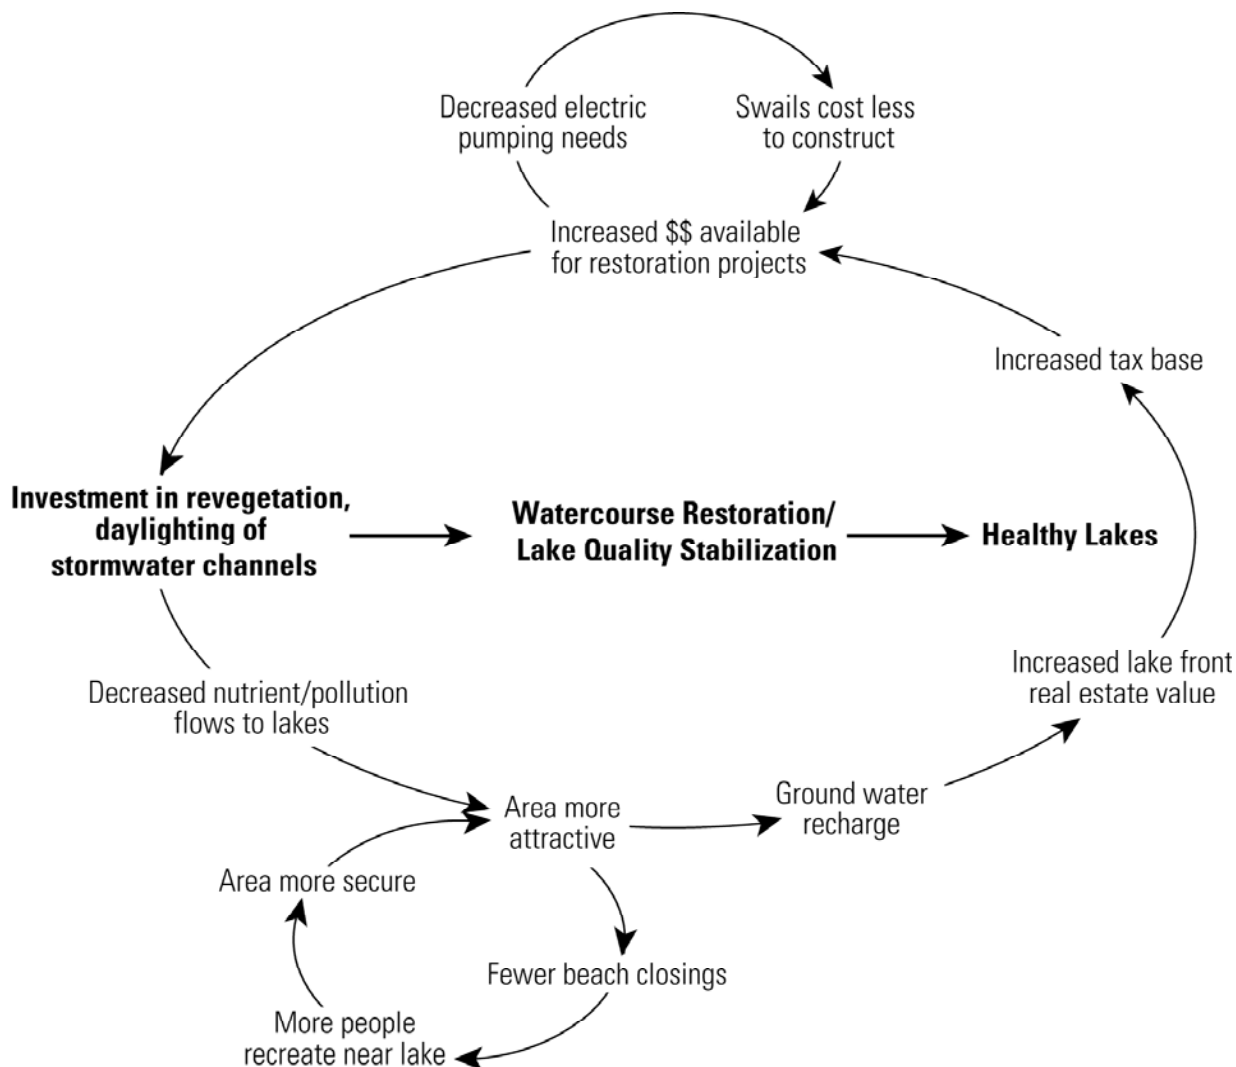 Decreased electric
pumping needs
Swails cost less
to construct
Increased $$ available
for restoration projects
Increased tax base
Investment in revegetation,
daylighting of
stormwater channels
Watercourse Restoration/
Lake Quality Stabilization
Healthy Lakes
Increased lake front
real estate value
Decreased nutrient/pollution
flows to lakes
Area more
attractive
Ground water
recharge
Area more secure
Fewer beach closings
More people
recreate near lake